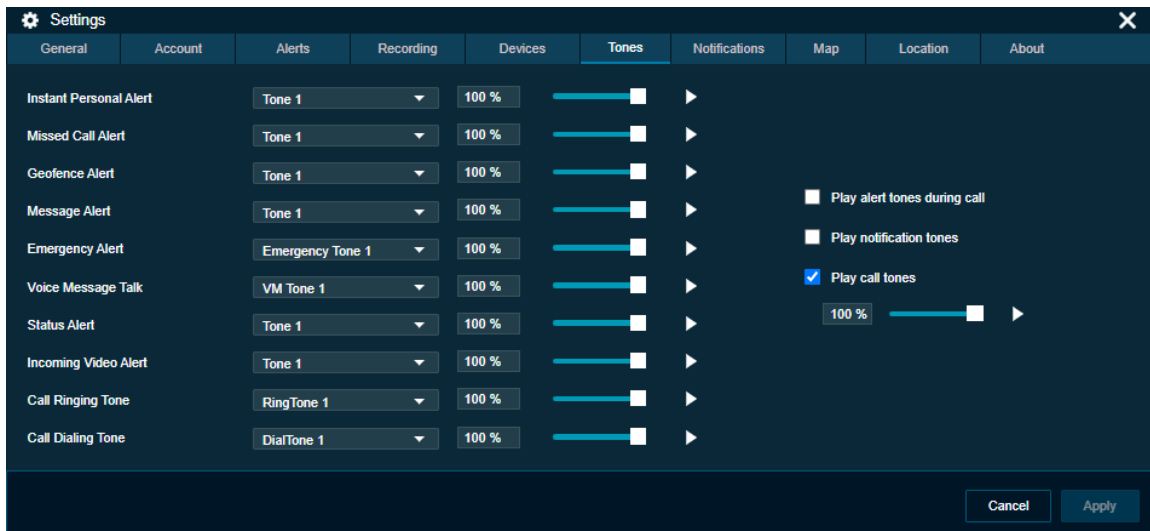 Settings
General Account Alerts Recording Devices Tones Notifications Map Location About
Instant Personal Alert Tone 1 100 %
Missed Call Alert Tone 1 100 %
Geofence Alert Tone 1 100 %
Play alert tones during call
Message Alert Tone 1 100 %
Play notification tones
Emergency Alert Emergency Tone 1 100 %
Play call tones
Voice Message Talk VM Tone 1 100 %
100 %
Status Alert Tone 1 100 %
Incoming Video Alert Tone 1 100 %
Call Ringing Tone RingTone 1 100 %
Call Dialing Tone DialTone 1 100 %
Cancel Apply